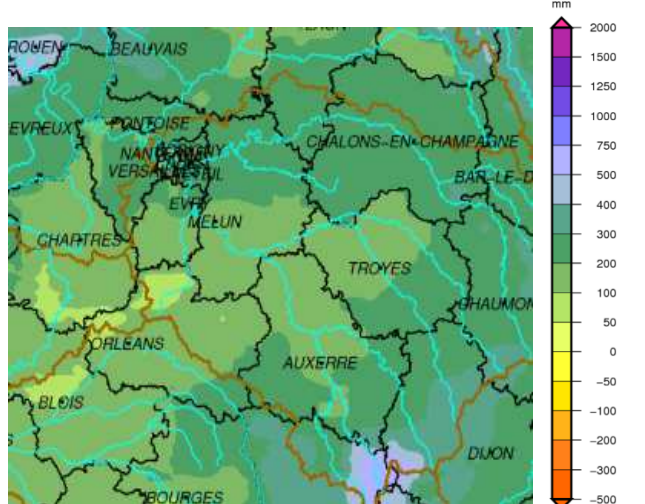 mm
2000
1500
1250
1000
750
500
400
300
200
100
50
0
−50
−100
−200
−300
−500
ROUEN
BEAUVAIS
EVREUX
PONTOISE
CHALONS-EN-CHAMPAGNE
BAR-LE-D
EVRY
MELUN
CHARTRES
TROYES
CHAUMON
ORLEANS
AUXERRE
BLOIS
DIJON
BOURGES